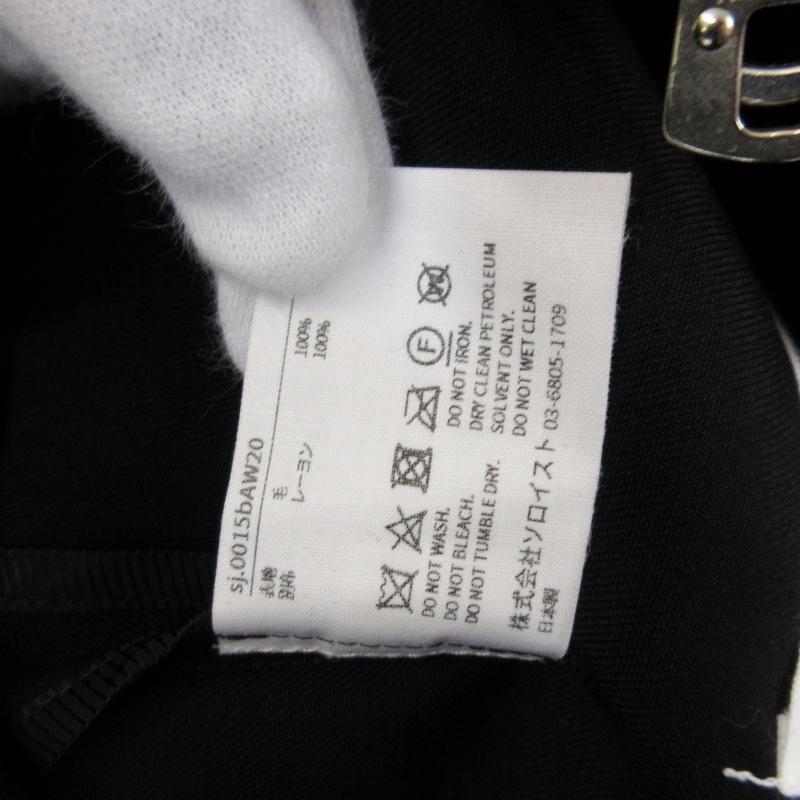 sj.0015bAW20
表地 毛 100%
別布 レーヨン 100%
DO NOT WASH.
DO NOT BLEACH.
DO NOT TUMBLE DRY.
DO NOT IRON.
DRY CLEAN PETROLEUM
SOLVENT ONLY.
DO NOT WET CLEAN
株式会社ソロイスト 03-6805-1709
日本製